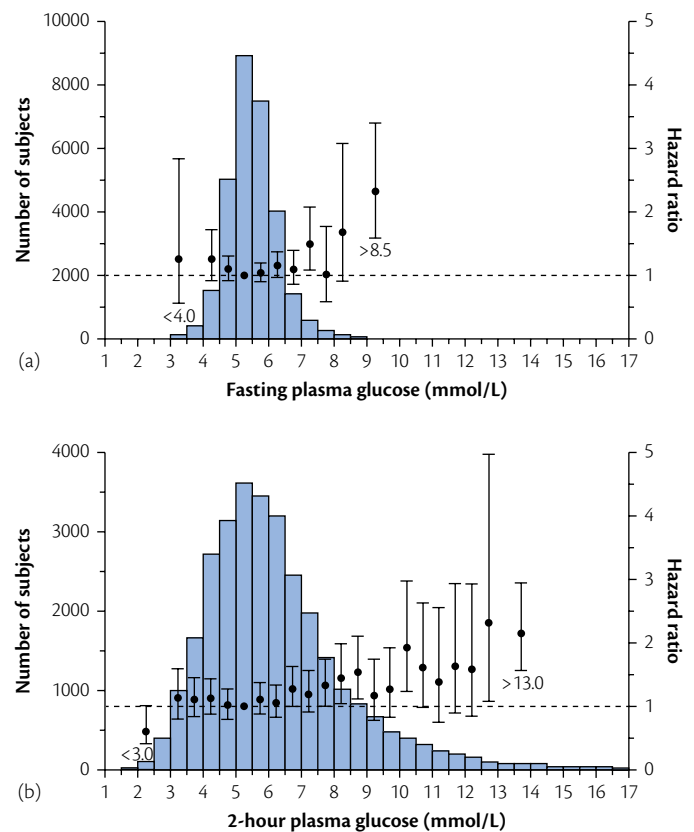 10000
8000
6000
4000
2000
0
Number of subjects
5
4
3
2
1
0
Hazard ratio
<4.0
>8.5
(a)
1 2 3 4 5 6 7 8 9 10 11 12 13 14 15 16 17
Fasting plasma glucose (mmol/L)
4000
3000
2000
1000
0
Number of subjects
5
4
3
2
1
0
Hazard ratio
<3.0
>13.0
(b)
1 2 3 4 5 6 7 8 9 10 11 12 13 14 15 16 17
2-hour plasma glucose (mmol/L)